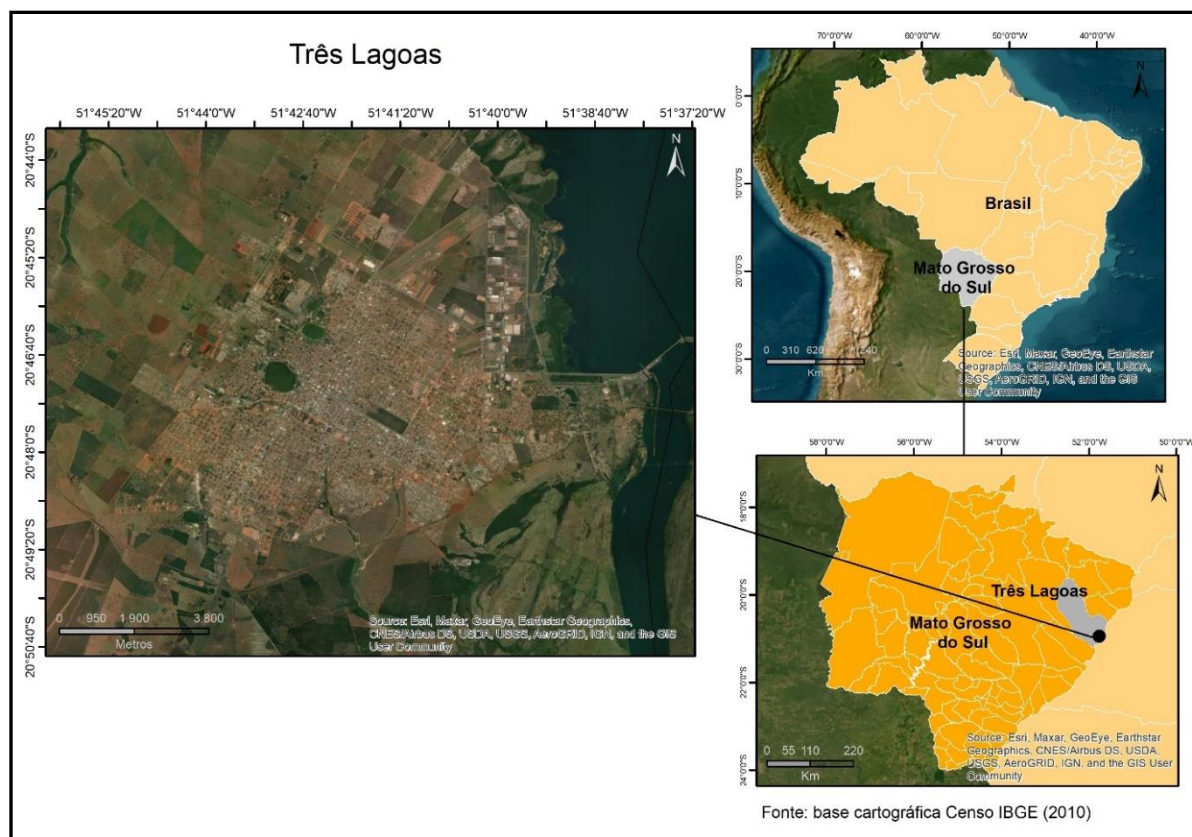 Três Lagoas
51°45'20"W 51°44'0"W 51°42'40"W 51°41'20"W 51°40'0"W 51°38'40"W 51°37'20"W
20°44'0"S
20°45'20"S
20°46'40"S
20°48'0"S
20°49'20"S
20°50'40"S
N
0 950 1 900 3.800
Metros
Source: Esri, Maxar, GeoEye, Earthstar Geographics,
CNES/Airbus DS, USDA, USGS, AeroGRID, IGN, and the GIS
User Community
70°0'0"W 60°0'0"W 50°0'0"W 40°0'0"W
0°0'0"
10°0'0"S
20°0'0"S
30°0'0"S
N
Brasil
Mato Grosso
do Sul
0 310 620 1.240
Km
Source: Esri, Maxar, GeoEye, Earthstar
Geographics, CNES/Airbus DS, USDA,
USGS, AeroGRID, IGN, and the GIS
User Community
58°0'0"W 56°0'0"W 54°0'0"W 52°0'0"W 50°0'0"W
18°0'0"S
20°0'0"S
22°0'0"S
24°0'0"S
N
Três Lagoas
Mato Grosso
do Sul
0 55 110 220
Km
Source: Esri, Maxar, GeoEye, Earthstar
Geographics, CNES/Airbus DS, USDA,
USGS, AeroGRID, IGN, and the GIS User
Community
Fonte: base cartográfica Censo IBGE (2010)